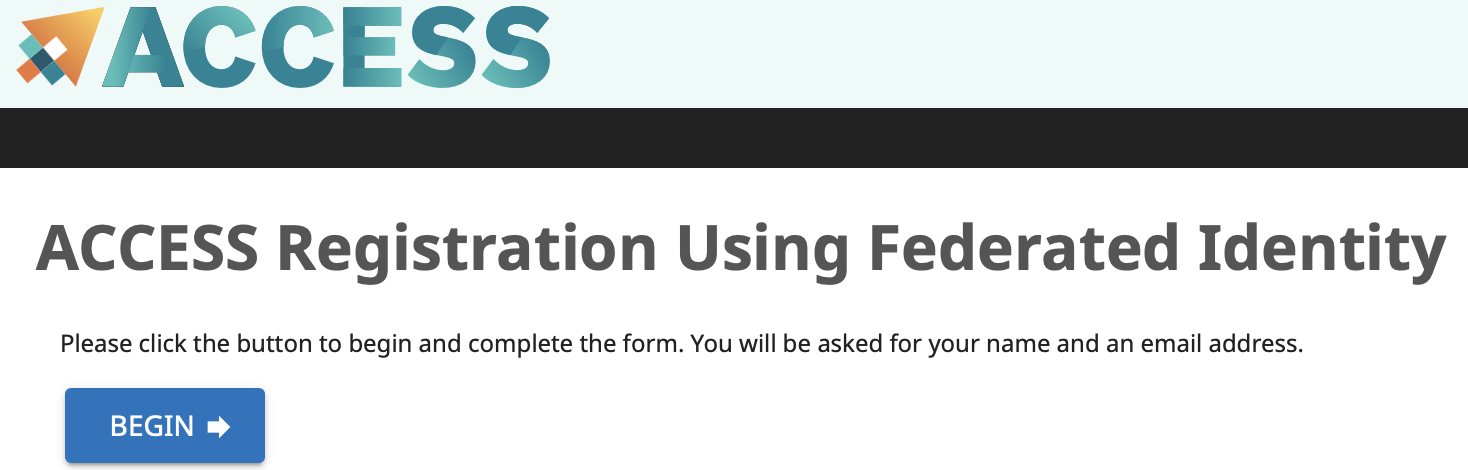 ACCESS
ACCESS Registration Using Federated Identity
Please click the button to begin and complete the form. You will be asked for your name and an email address.
BEGIN